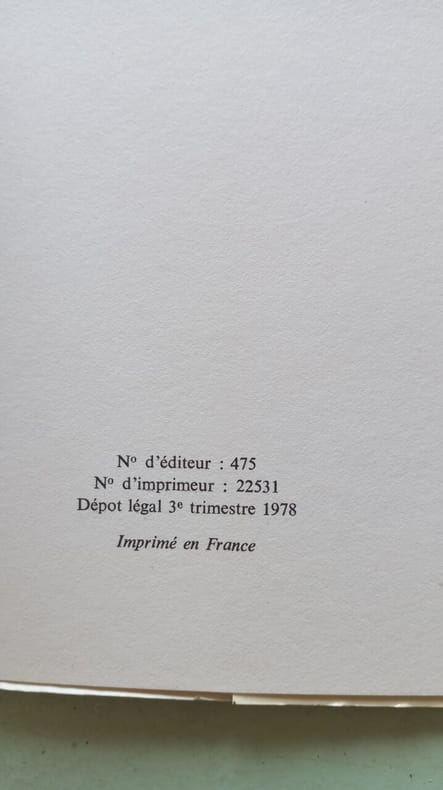 Nº d'éditeur : 475
Nº d'imprimeur : 22531
Dépot légal 3ᵉ trimestre 1978
Imprimé en France